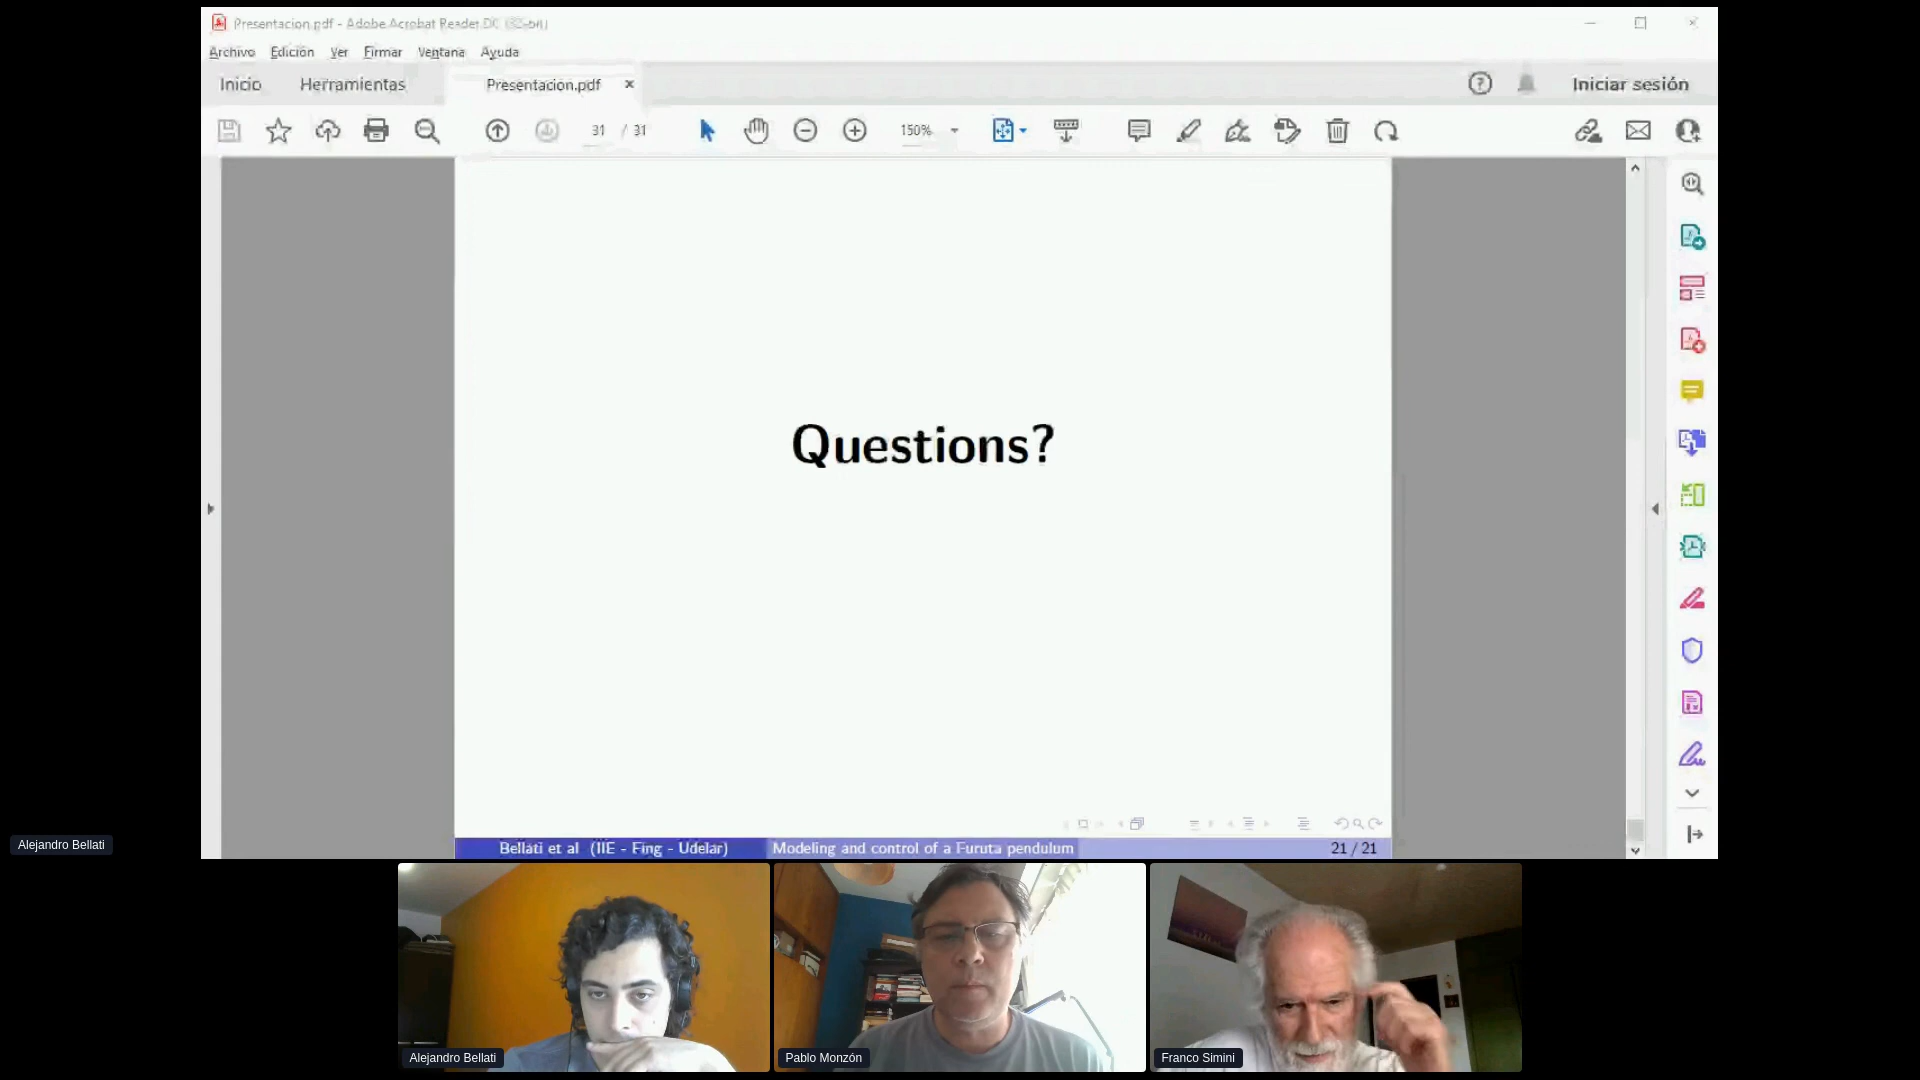 Presentacion.pdf - Adobe Acrobat Reader DC (32-bit)
Archivo Edición Ver Firmar Ventana Ayuda
Inicio Herramientas Presentacion.pdf Iniciar sesión
31 / 31 150%
Questions?
Bellati et al (IIE - Fing - Udelar) Modeling and control of a Furuta pendulum 21 / 21
Alejandro Bellati
Alejandro Bellati
Pablo Monzón
Franco Simini